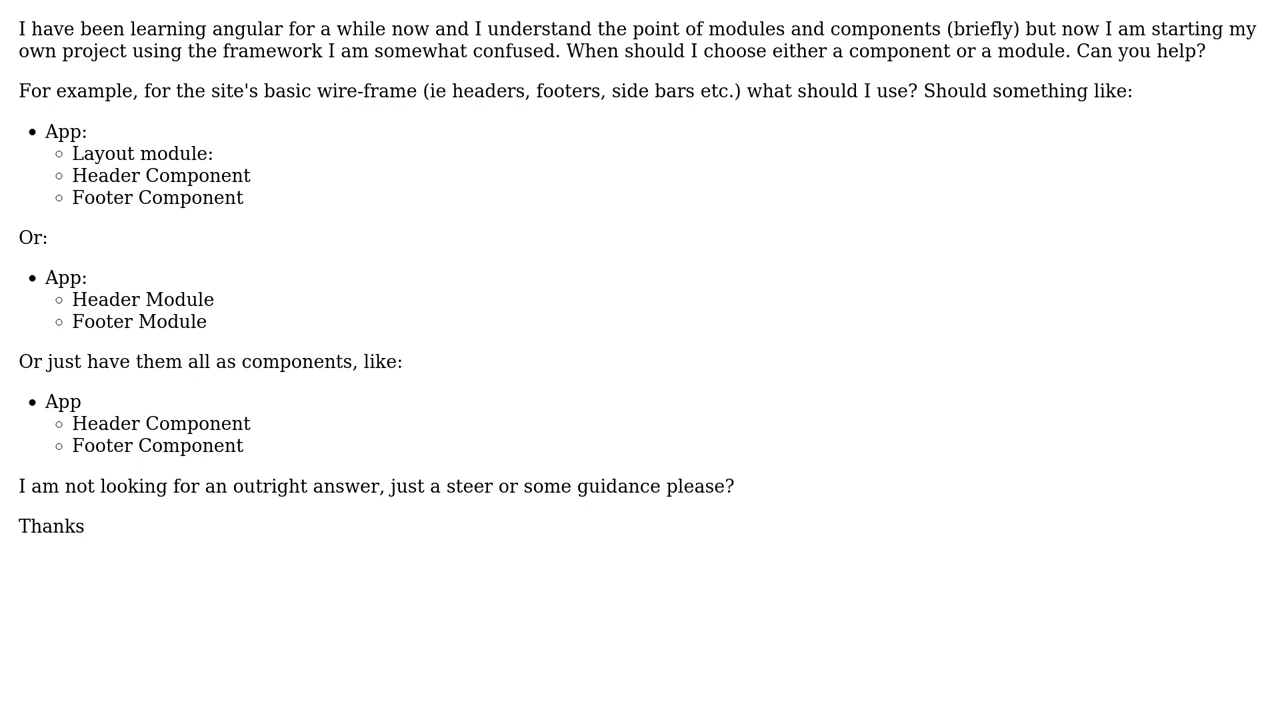 I have been learning angular for a while now and I understand the point of modules and components (briefly) but now I am starting my
own project using the framework I am somewhat confused. When should I choose either a component or a module. Can you help?
For example, for the site's basic wire-frame (ie headers, footers, side bars etc.) what should I use? Should something like:
• App:
◦ Layout module:
◦ Header Component
◦ Footer Component
Or:
• App:
◦ Header Module
◦ Footer Module
Or just have them all as components, like:
• App
◦ Header Component
◦ Footer Component
I am not looking for an outright answer, just a steer or some guidance please?
Thanks